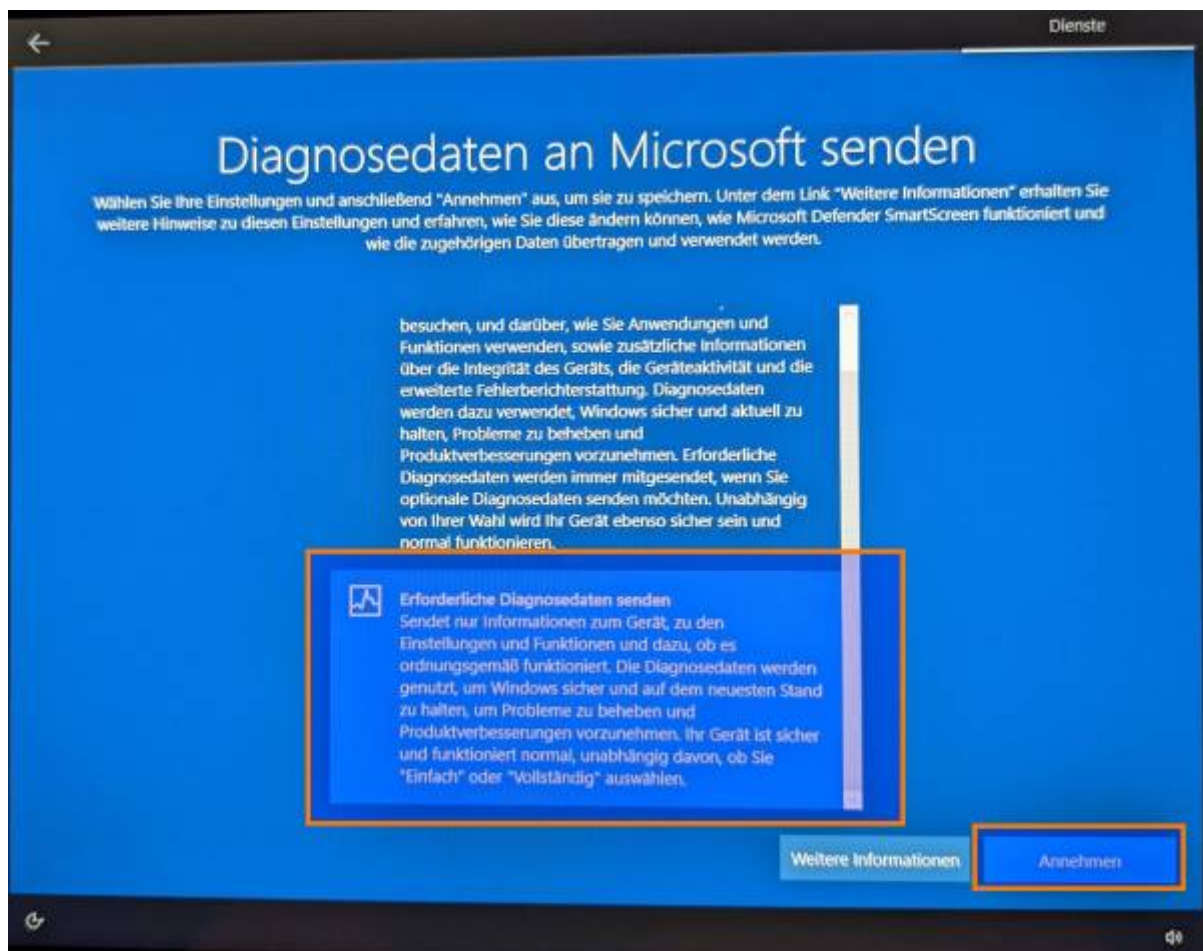 Dienste
Diagnosedaten an Microsoft senden
Wählen Sie Ihre Einstellungen und anschließend "Annehmen" aus, um sie zu speichern. Unter dem Link "Weitere Informationen" erhalten Sie
weitere Hinweise zu diesen Einstellungen und erfahren, wie Sie diese ändern können, wie Microsoft Defender SmartScreen funktioniert und
wie die zugehörigen Daten übertragen und verwendet werden.
besuchen, und darüber, wie Sie Anwendungen und
Funktionen verwenden, sowie zusätzliche Informationen
über die Integrität des Geräts, die Geräteaktivität und die
erweiterte Fehlerberichterstattung. Diagnosedaten
werden dazu verwendet, Windows sicher und aktuell zu
halten, Probleme zu beheben und
Produktverbesserungen vorzunehmen. Erforderliche
Diagnosedaten werden immer mitgesendet, wenn Sie
optionale Diagnosedaten senden möchten. Unabhängig
von Ihrer Wahl wird Ihr Gerät ebenso sicher sein und
normal funktionieren.
Erforderliche Diagnosedaten senden
Sendet nur Informationen zum Gerät, zu den
Einstellungen und Funktionen und dazu, ob es
ordnungsgemäß funktioniert. Die Diagnosedaten werden
genutzt, um Windows sicher und auf dem neuesten Stand
zu halten, um Probleme zu beheben und
Produktverbesserungen vorzunehmen. Ihr Gerät ist sicher
und funktioniert normal, unabhängig davon, ob Sie
"Einfach" oder "Vollständig" auswählen.
Weitere Informationen
Annehmen